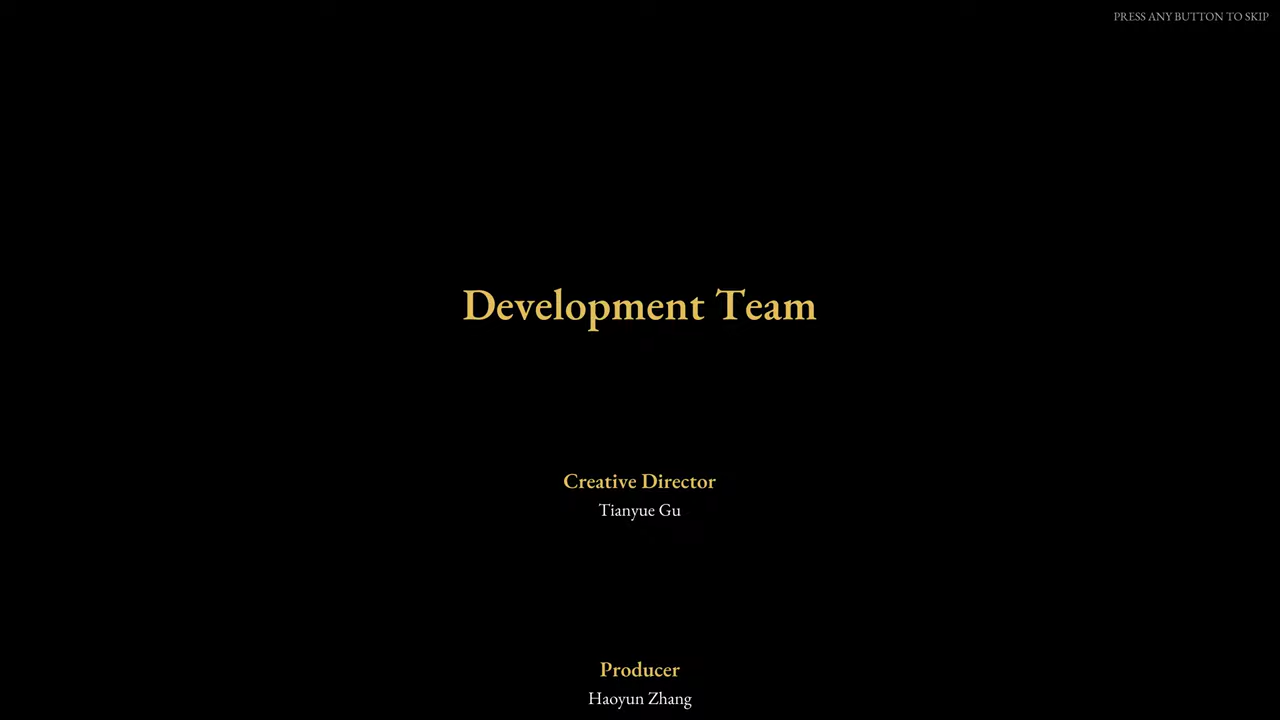 PRESS ANY BUTTON TO SKIP
Development Team
Creative Director
Tianyue Gu
Producer
Haoyun Zhang